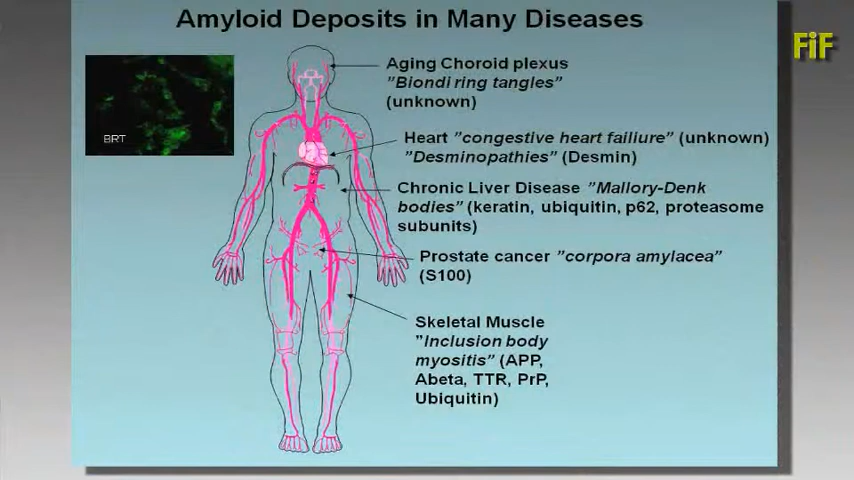 Amyloid Deposits in Many Diseases
FiF
BRT
Aging Choroid plexus
"Biondi ring tangles"
(unknown)
Heart "congestive heart failiure" (unknown)
"Desminopathies" (Desmin)
Chronic Liver Disease "Mallory-Denk
bodies" (keratin, ubiquitin, p62, proteasome
subunits)
Prostate cancer "corpora amylacea"
(S100)
Skeletal Muscle
"Inclusion body
myositis" (APP,
Abeta, TTR, PrP,
Ubiquitin)